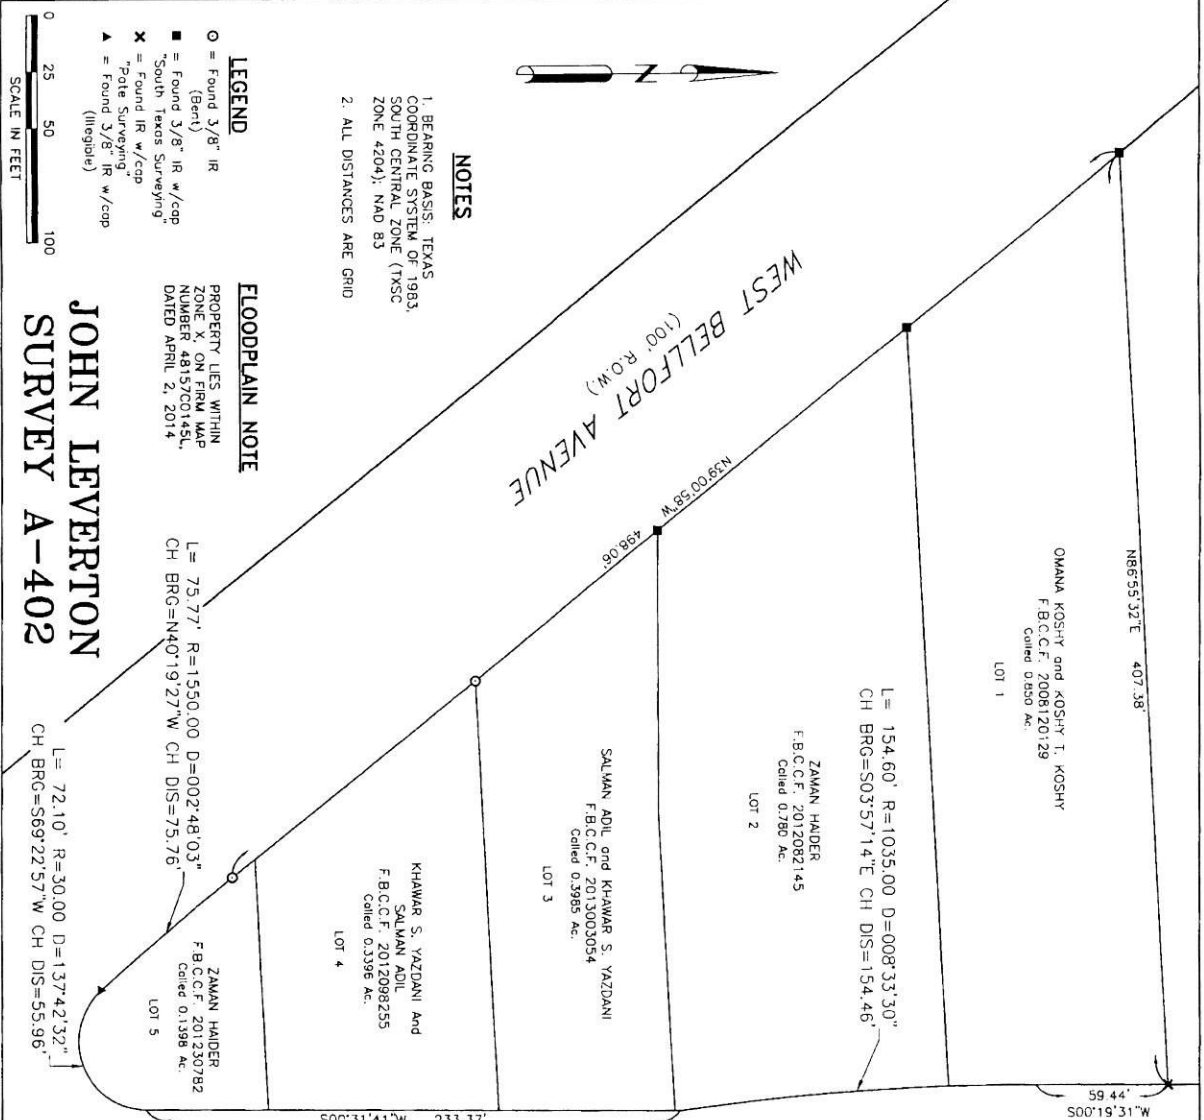 N86°55'32"E 407.38'
OMANA KOSHY and KOSHY T. KOSHY
F.B.C.C.F. 2008120129
Called 0.850 Ac.
LOT 1
59.44'
S00°19'31"W
L= 154.60' R=1035.00 D=008°33'30"
CH BRG=S03°57'14"E CH DIS=154.46'
ZAMAN HAIDER
F.B.C.C.F. 2012082145
Called 0.780 Ac.
LOT 2
SALMAN ADIL and KHAWAR S. YAZDANI
F.B.C.C.F. 2013003054
Called 0.3985 Ac.
LOT 3
KHAWAR S. YAZDANI And
SALMAN ADIL
F.B.C.C.F. 2012098255
Called 0.3396 Ac.
LOT 4
ZAMAN HAIDER
F.B.C.C.F. 201230782
Called 0.1398 Ac.
LOT 5
S00°31'41"W 233.37'
WEST BELLFORT AVENUE
(100' R.O.W.)
N39°00'58"W
498.06'
N
NOTES
1. BEARING BASIS: TEXAS
COORDINATE SYSTEM OF 1983,
SOUTH CENTRAL ZONE (TXSC
ZONE 4204); NAD 83
2. ALL DISTANCES ARE GRID
LEGEND
= Found 3/8" IR
(Bent)
= Found 3/8" IR w/cap
"South Texas Surveying"
= Found IR w/cap
"Pate Surveying"
= Found 3/8" IR w/cap
(Illegible)
0 25 50 100
SCALE IN FEET
FLOODPLAIN NOTE
PROPERTY LIES WITHIN
ZONE X, ON FIRM MAP
NUMBER 48157C0145L,
DATED APRIL 2, 2014
JOHN LEVERTON
SURVEY A-402
L= 75.77' R=1550.00 D=002°48'03"
CH BRG=N40°19'27"W CH DIS=75.76'
L= 72.10' R=30.00 D=137°42'32"
CH BRG=S69°22'57"W CH DIS=55.96'